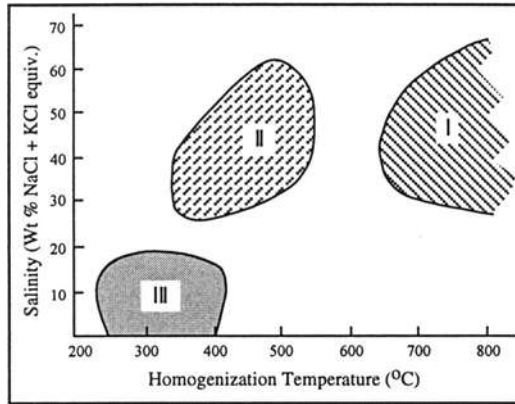 70
60
50
40
30
20
10
Salinity (Wt % NaCl + KCl equiv.)
I
II
III
200 300 400 500 600 700 800
Homogenization Temperature (°C)